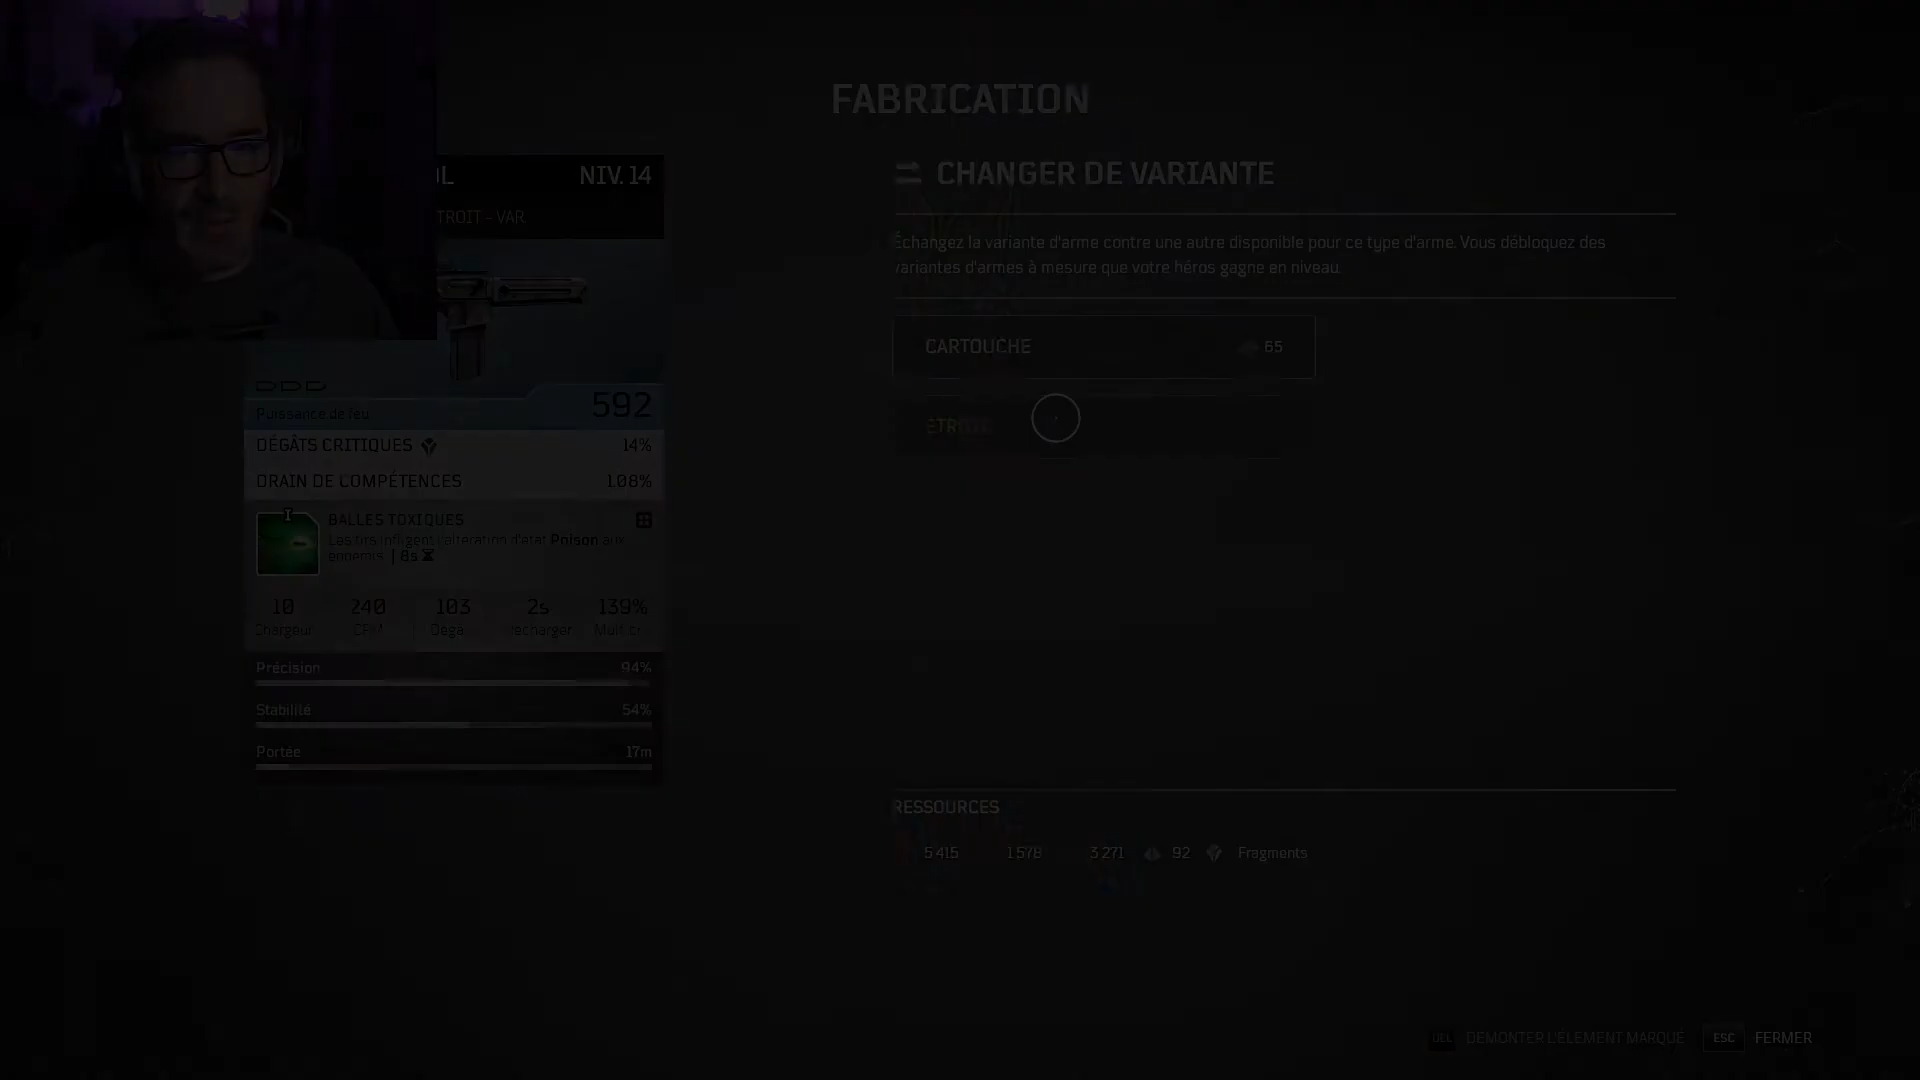 FABRICATION
NIV. 14
CHANGER DE VARIANTE
TROIT - VAR.
Échangez la variante d'arme contre une autre disponible pour ce type d'arme. Vous débloquez des
variantes d'armes à mesure que votre héros gagne en niveau.
CARTOUCHE 65
Puissance de feu 592
DÉGÂTS CRITIQUES 14%
DRAIN DE COMPÉTENCES 108%
BALLES TOXIQUES
Les tirs infligent l'altération d'état Poison aux
ennemis. | 8s
10 240 103 2s 139%
Chargeur CPM
Précision 94%
Stabilité 54%
Portée 17m
RESSOURCES
5 415 1 578 3 271 92 Fragments
DEL DÉMONTER L'ÉLÉMENT MARQUÉ ESC FERMER